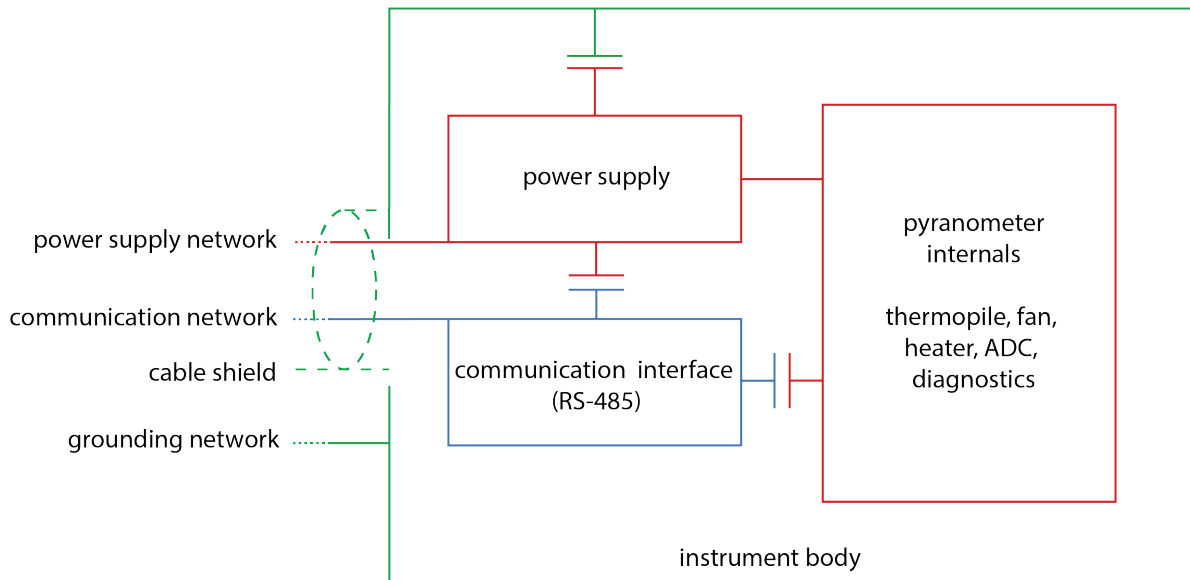 power supply
power supply network
pyranometer
internals
communication network
thermopile, fan,
heater, ADC,
diagnostics
communication interface
(RS-485)
cable shield
grounding network
instrument body